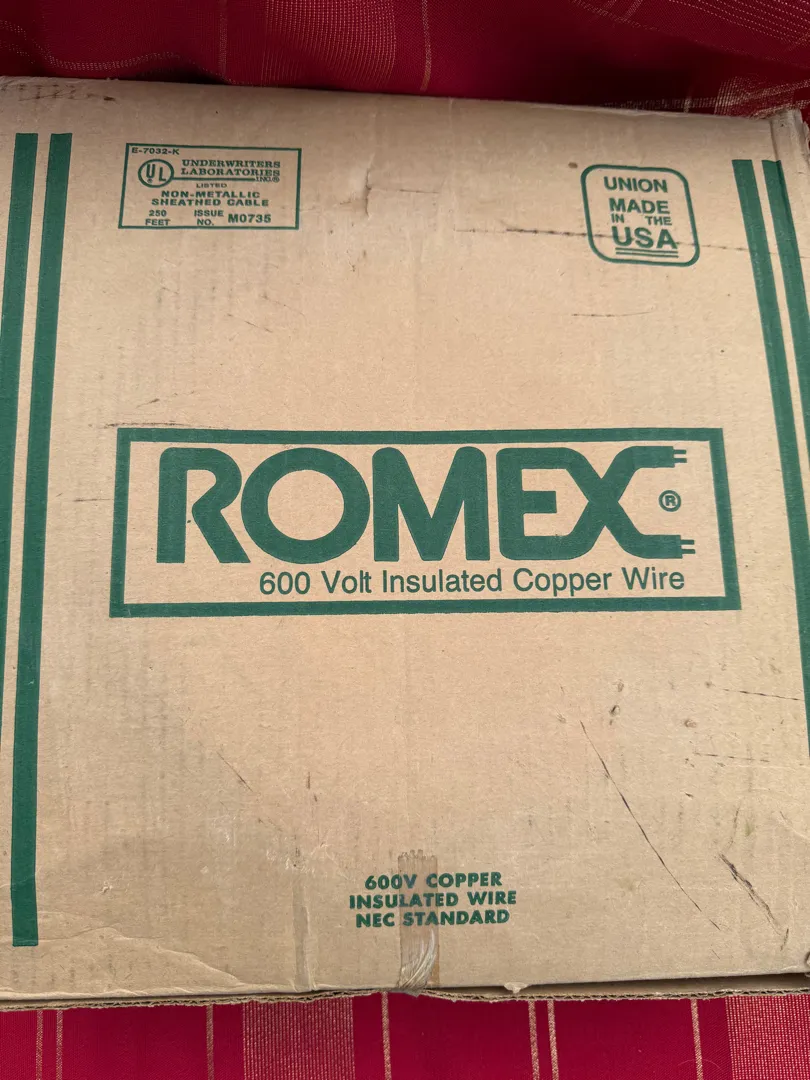 E-7032-K
UL
UNDERWRITERS
LABORATORIES
INC.®
LISTED
NON-METALLIC
SHEATHED CABLE
250 FEET ISSUE NO. M0735
UNION
MADE
IN THE
USA
ROMEX®
600 Volt Insulated Copper Wire
600V COPPER
INSULATED WIRE
NEC STANDARD